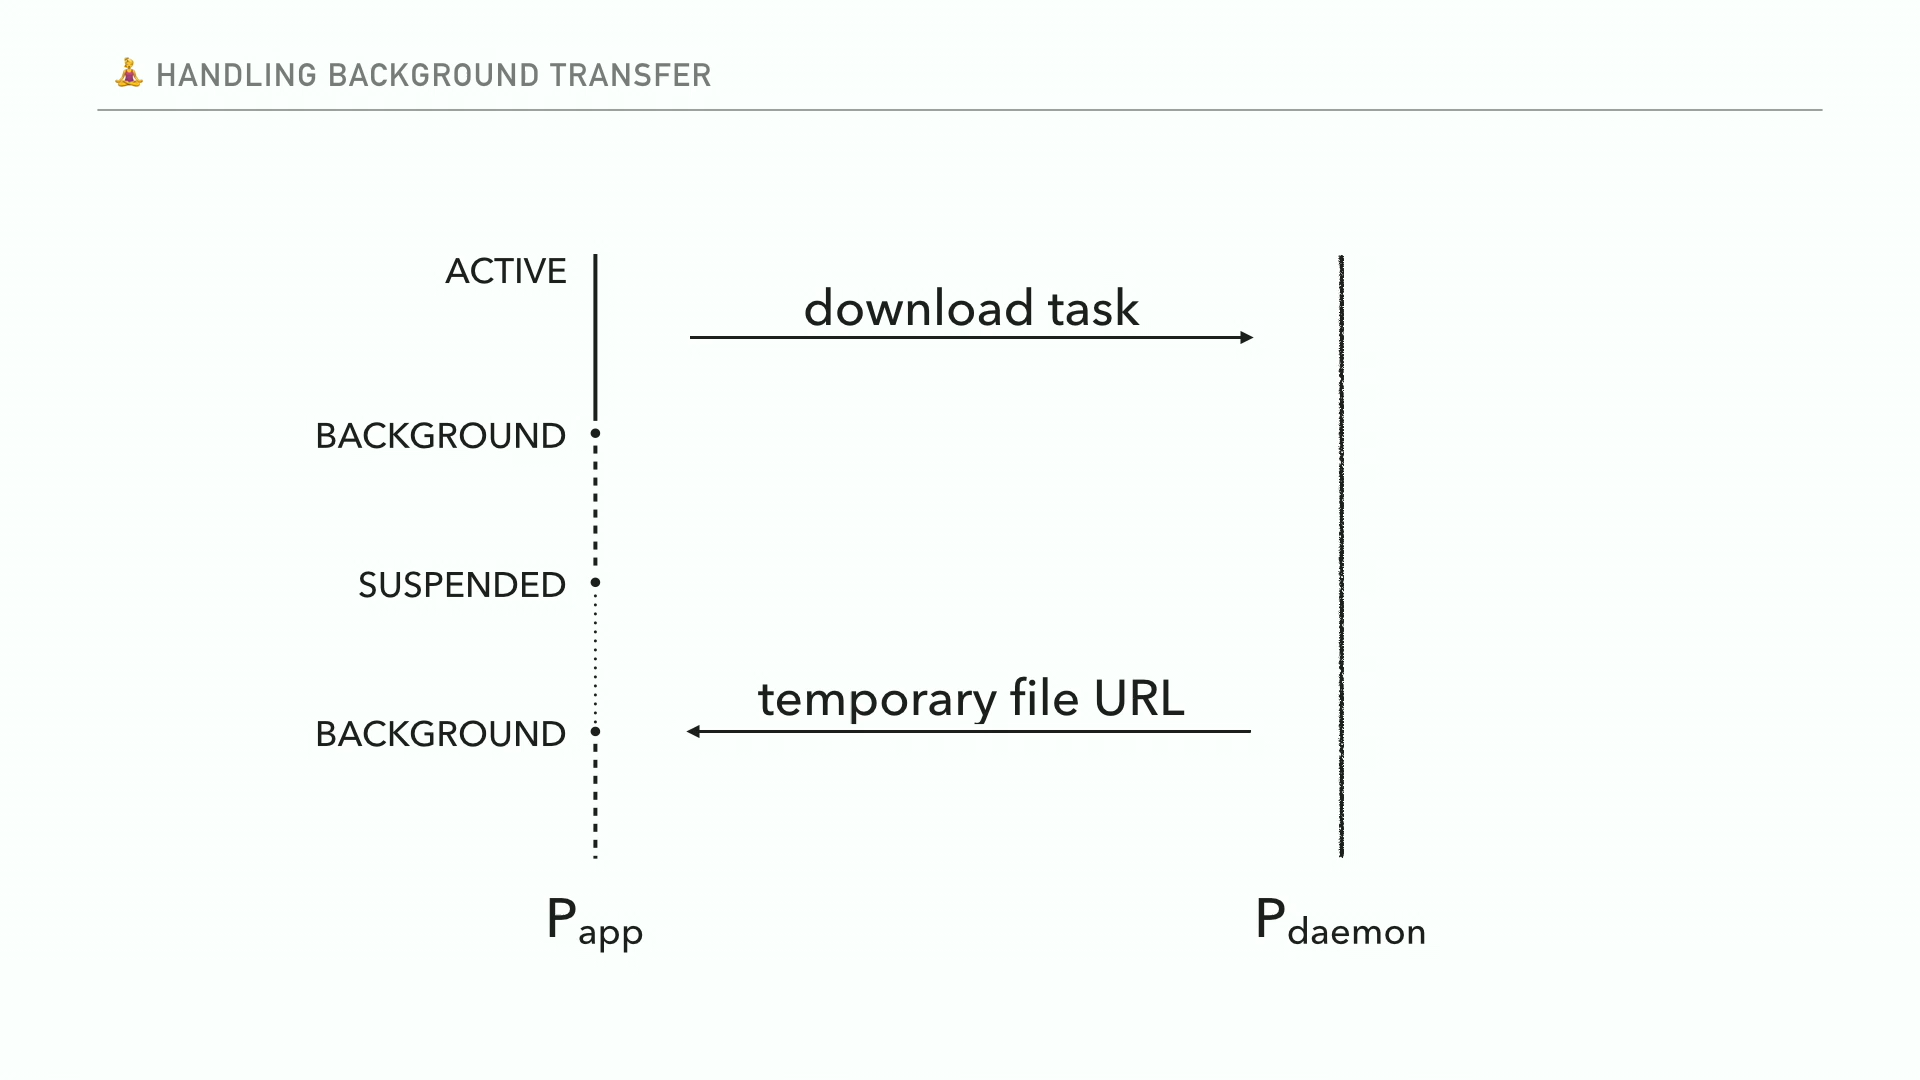 HANDLING BACKGROUND TRANSFER
ACTIVE
download task
BACKGROUND
SUSPENDED
temporary file URL
BACKGROUND
Papp
Pdaemon